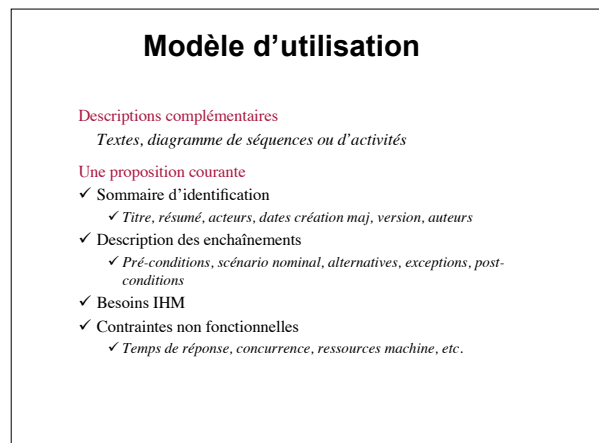 Modèle d’utilisation
Descriptions complémentaires
Textes, diagramme de séquences ou d’activités
Une proposition courante
✓ Sommaire d’identification
✓ Titre, résumé, acteurs, dates création maj, version, auteurs
✓ Description des enchaînements
✓ Pré-conditions, scénario nominal, alternatives, exceptions, post-
conditions
✓ Besoins IHM
✓ Contraintes non fonctionnelles
✓ Temps de réponse, concurrence, ressources machine, etc.